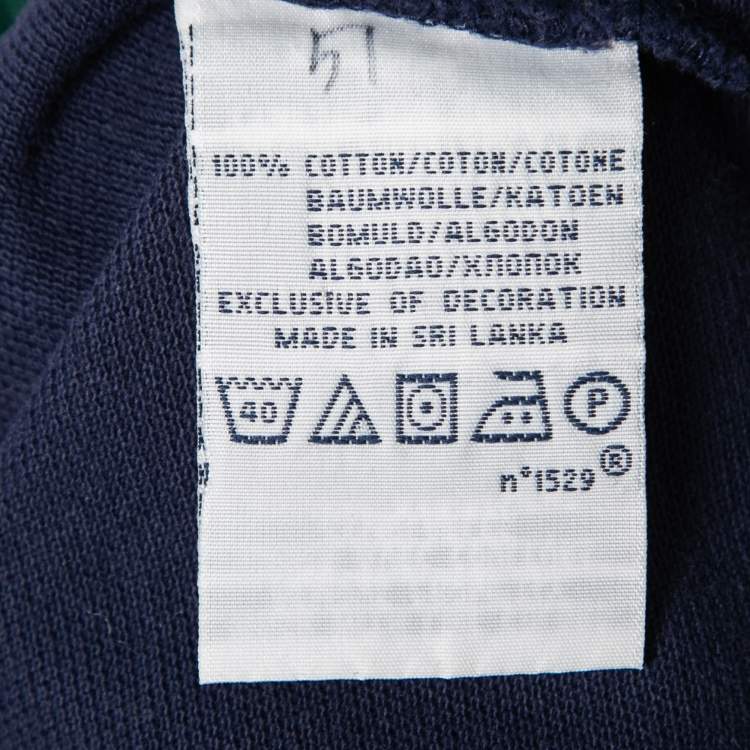 100% COTTON/COTON/COTONE
BAUMWOLLE/KATOEN
BOMULD/ALGODON
ALGODAO/ХЛОПОК
EXCLUSIVE OF DECORATION
MADE IN SRI LANKA
40 P
n°1529®